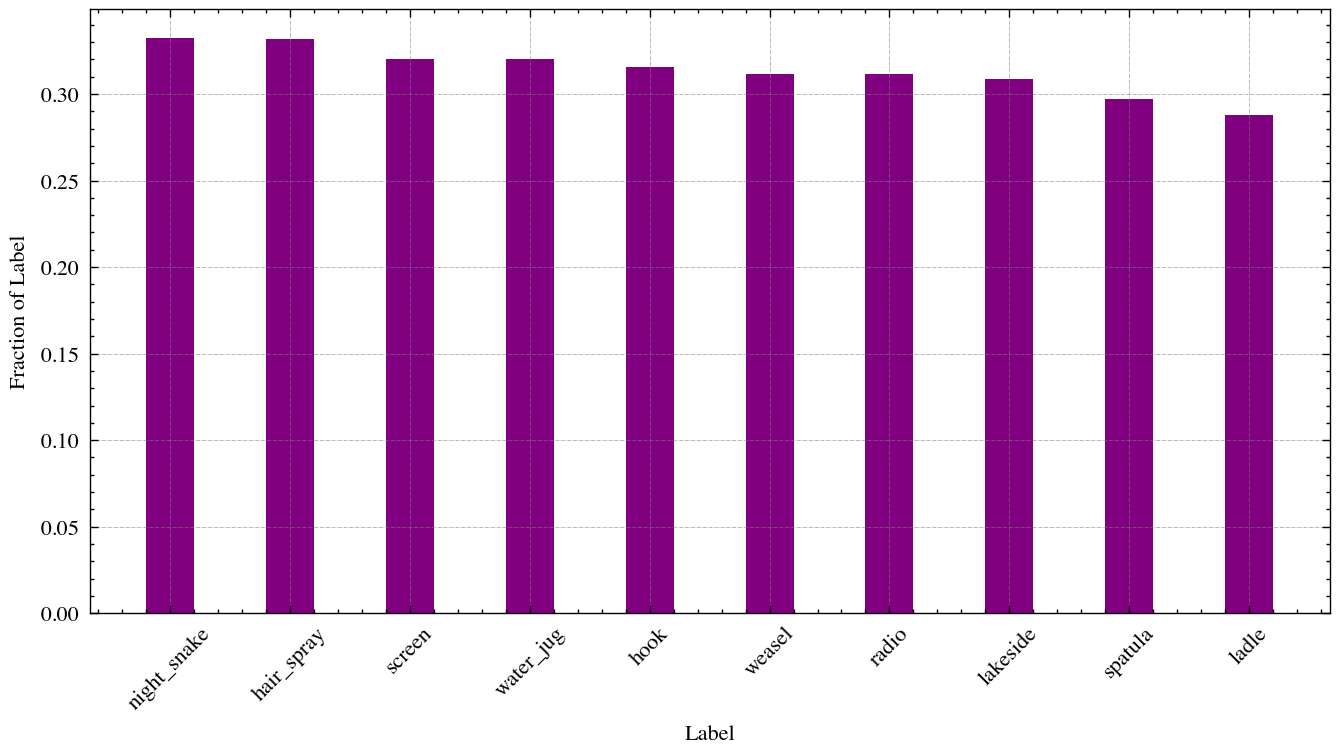 0.30
0.25
0.20
0.15
0.10
0.05
0.00
Fraction of Label
night_snake
hair_spray
screen
water_jug
hook
weasel
radio
lakeside
spatula
ladle
Label